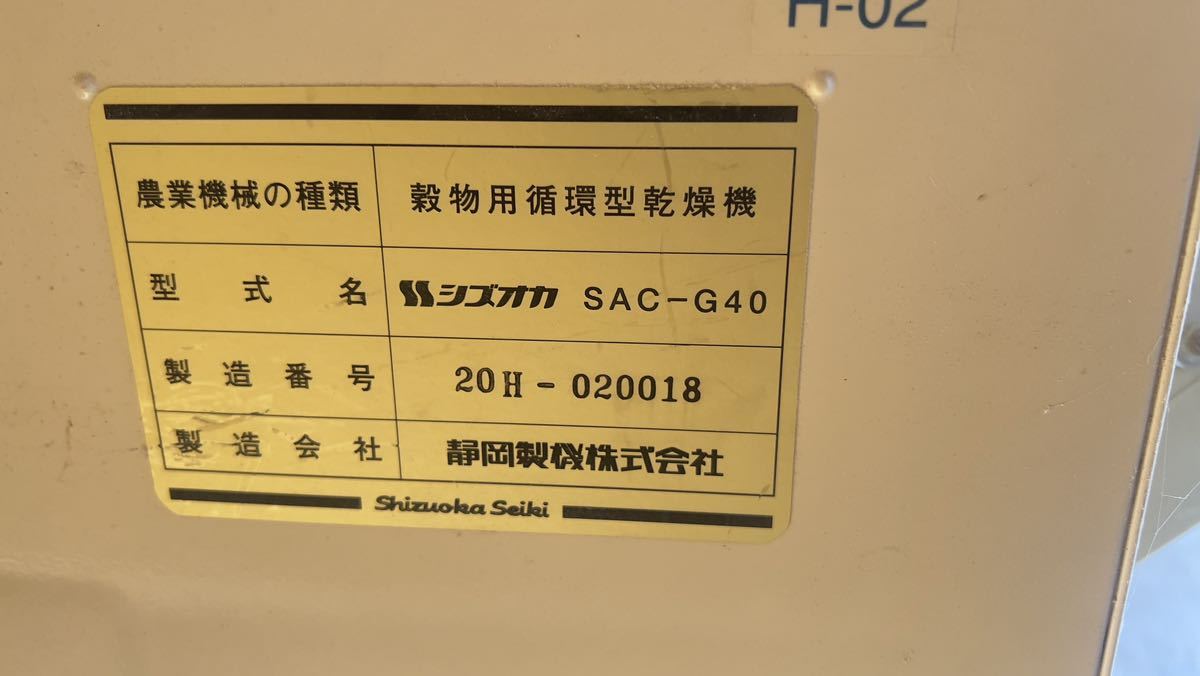 H-02
農業機械の種類 穀物用循環型乾燥機
型式名 シズオカ SAC-G40
製造番号 20H-020018
製造会社 静岡製機株式会社
Shizuoka Seiki